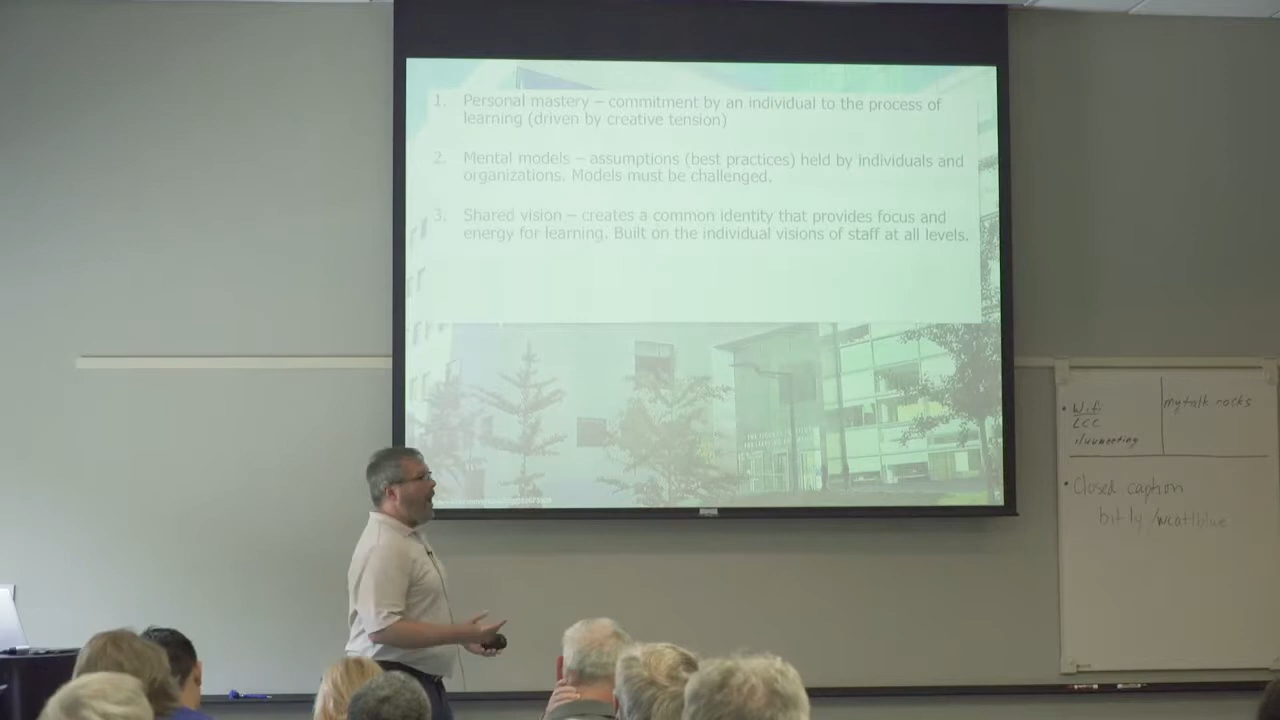 1. Personal mastery – commitment by an individual to the process of
learning (driven by creative tension)
2. Mental models – assumptions (best practices) held by individuals and
organizations. Models must be challenged.
3. Shared vision – creates a common identity that provides focus and
energy for learning. Built on the individual visions of staff at all levels.
• Wifi
LCC
my talk rocks
• Closed caption
bit.ly /wcatlblue